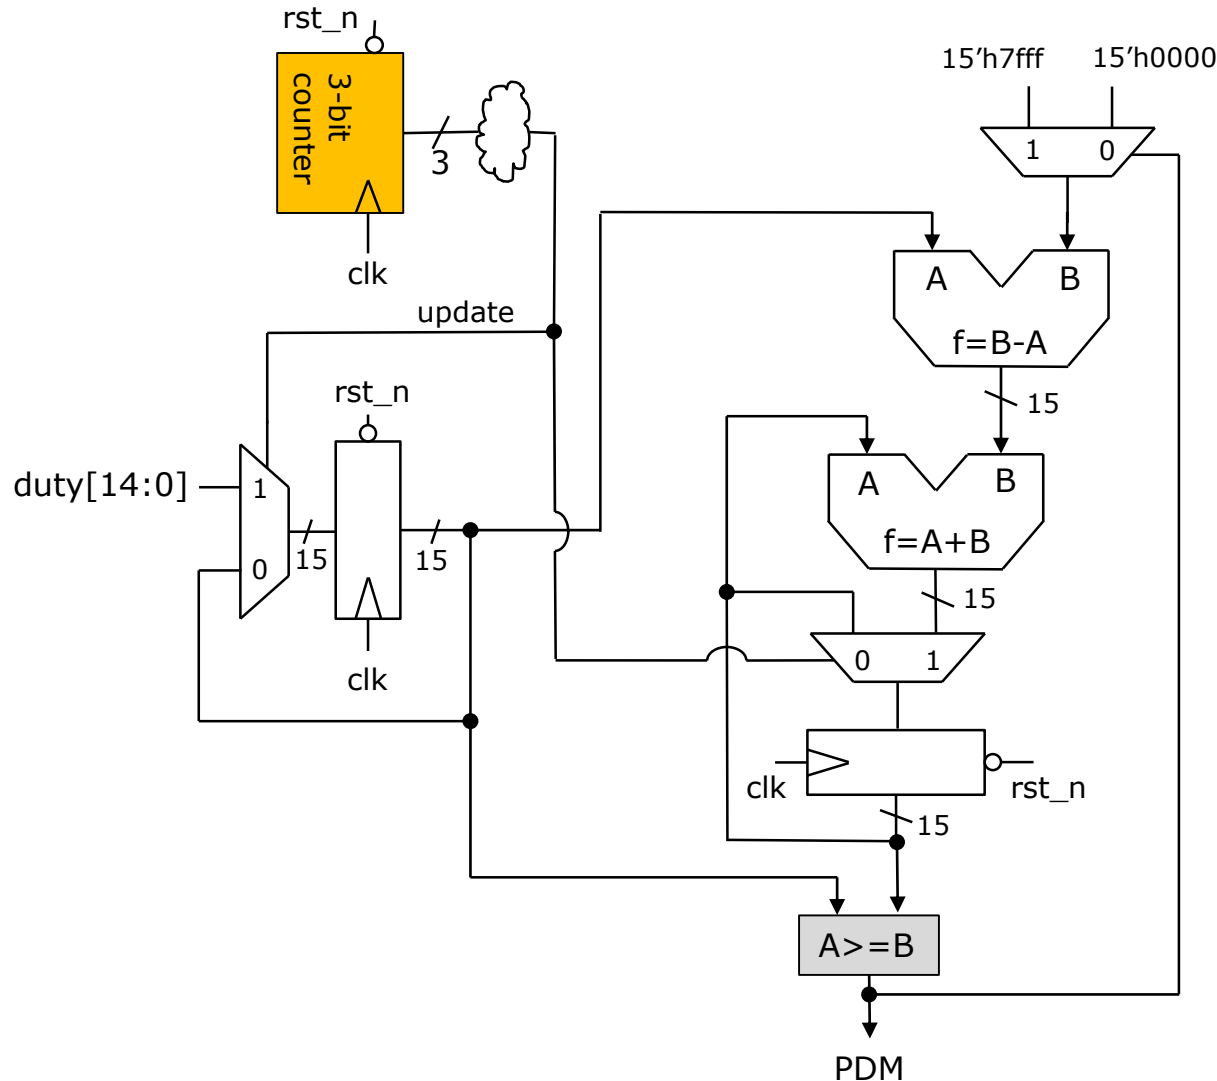 rst_n
3-bit
counter
3
clk
15’h7fff
15’h0000
1
0
A
B
f=B-A
15
update
rst_n
duty[14:0]
1
0
15
15
clk
A
B
f=A+B
15
0
1
clk
rst_n
15
A>=B
PDM